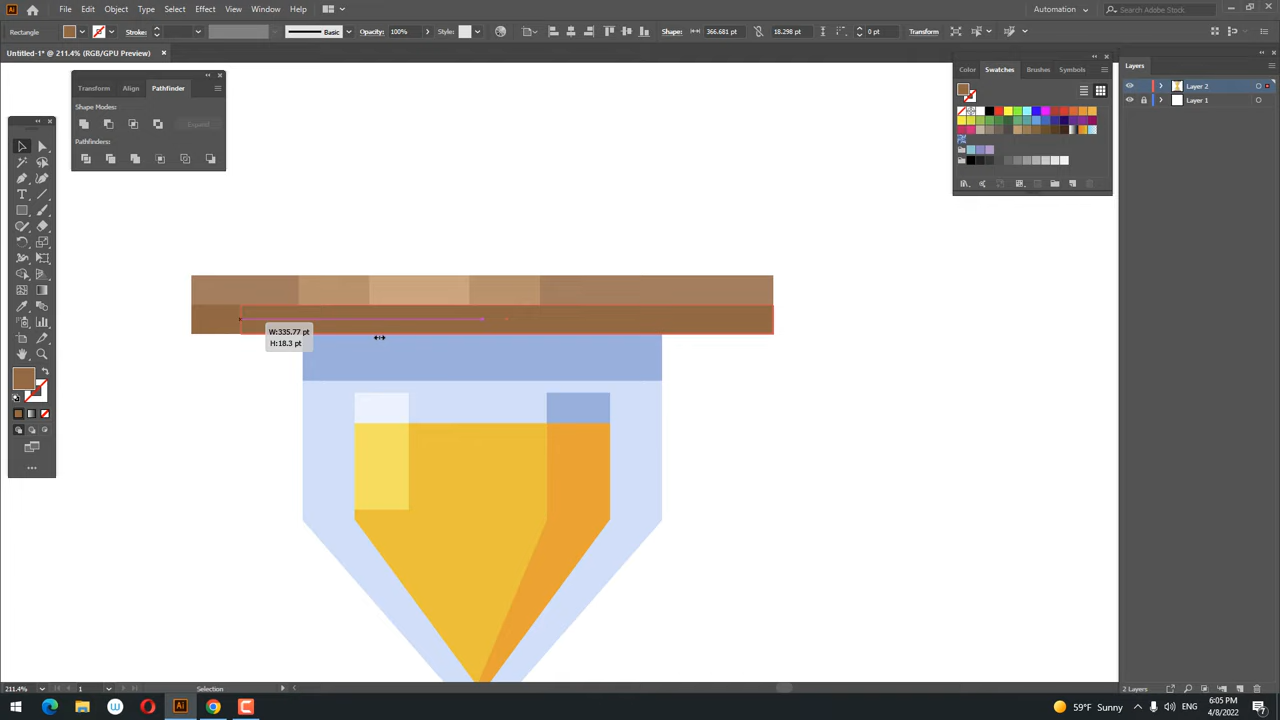 File Edit Object Type Select Effect View Window Help Automation Search Adobe Stock
Rectangle Stroke: Basic Opacity: 100% Style: Shape: 366.681 pt 18.298 pt 0 pt Transform
Untitled-1* @ 211.4% (RGB/GPU Preview)
Transform Align Pathfinder
Shape Modes:
Expand
Pathfinders:
Color Swatches Brushes Symbols
Layers
Layer 2
Layer 1
W:335.77 pt
H:18.3 pt
211.4% 1 Selection 2 Layers
59°F Sunny 6:05 PM
4/8/2022